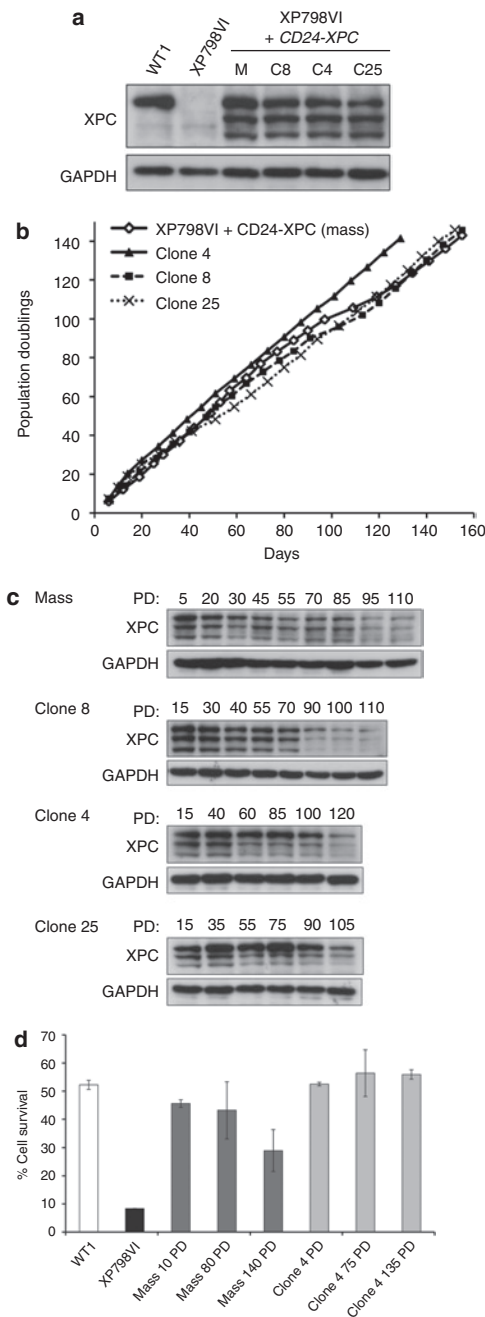 a
XP798VI
+ CD24-XPC
WT1
XP798VI
M C8 C4 C25
XPC
GAPDH
b
XP798VI + CD24-XPC (mass)
Clone 4
Clone 8
Clone 25
Population doublings
140
120
100
80
60
40
20
0
0 20 40 60 80 100 120 140 160
Days
c
Mass PD: 5 20 30 45 55 70 85 95 110
XPC
GAPDH
Clone 8 PD: 15 30 40 55 70 90 100 110
XPC
GAPDH
Clone 4 PD: 15 40 60 85 100 120
XPC
GAPDH
Clone 25 PD: 15 35 55 75 90 105
XPC
GAPDH
d
% Cell survival
70
60
50
40
30
20
10
0
WT1
XP798VI
Mass 10 PD
Mass 80 PD
Mass 140 PD
Clone 4 PD
Clone 4 75 PD
Clone 4 135 PD